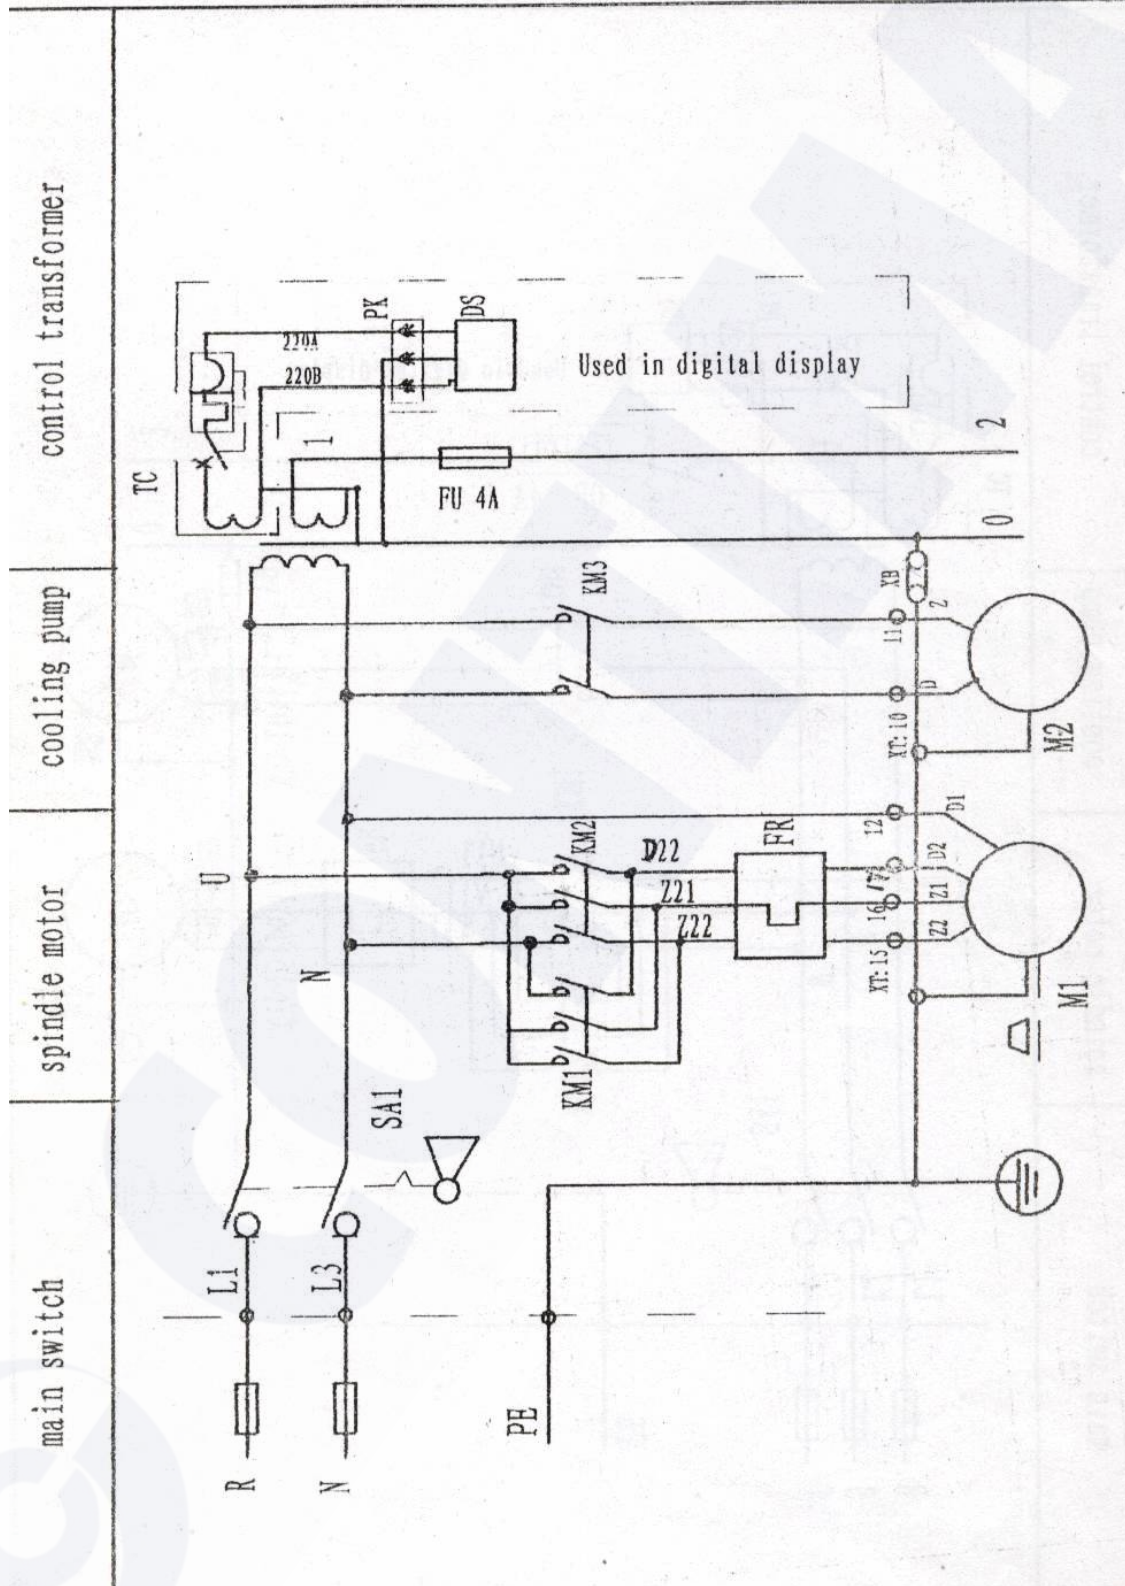 main switch
spindle motor
cooling pump
control transformer
R
N
PE
L1
L3
SA1
U
N
KM1
KM2
D22
Z21
Z22
FR
XT:15
16
12
Z2
Z1
D2
D1
M1
KM3
XT:10
11
D
Z
XB
M2
TC
220A
220B
1
PK
DS
FU 4A
Used in digital display
0
2
CONTIMA